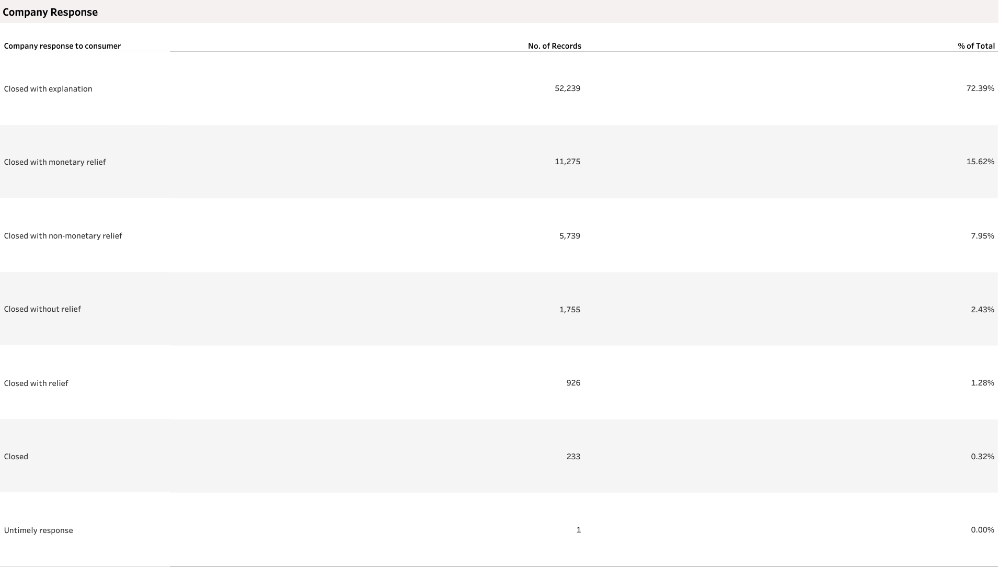 Company Response
Company response to consumer No. of Records % of Total
Closed with explanation 52,239 72.39%
Closed with monetary relief 11,275 15.62%
Closed with non-monetary relief 5,739 7.95%
Closed without relief 1,755 2.43%
Closed with relief 926 1.28%
Closed 233 0.32%
Untimely response 1 0.00%